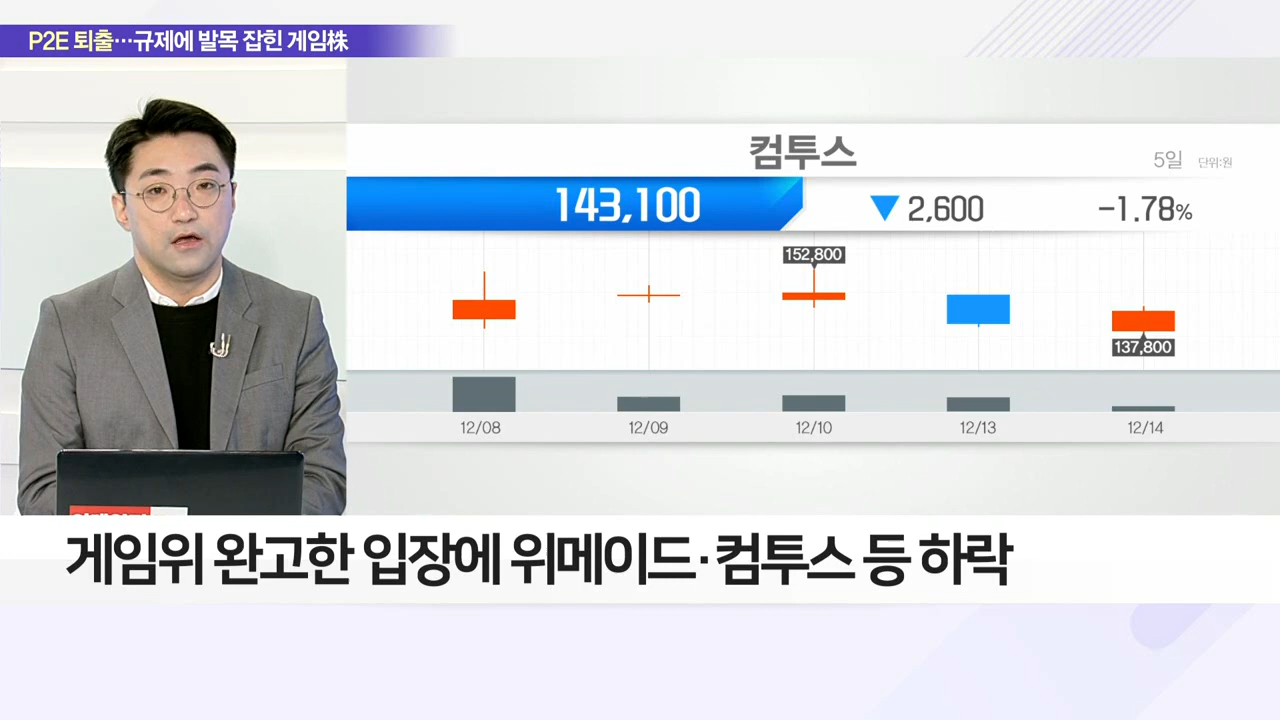 P2E 퇴출…규제에 발목 잡힌 게임株
컴투스
5일 단위:원
143,100 ▼ 2,600 -1.78%
152,800
137,800
12/08 12/09 12/10 12/13 12/14
게임위 완고한 입장에 위메이드·컴투스 등 하락